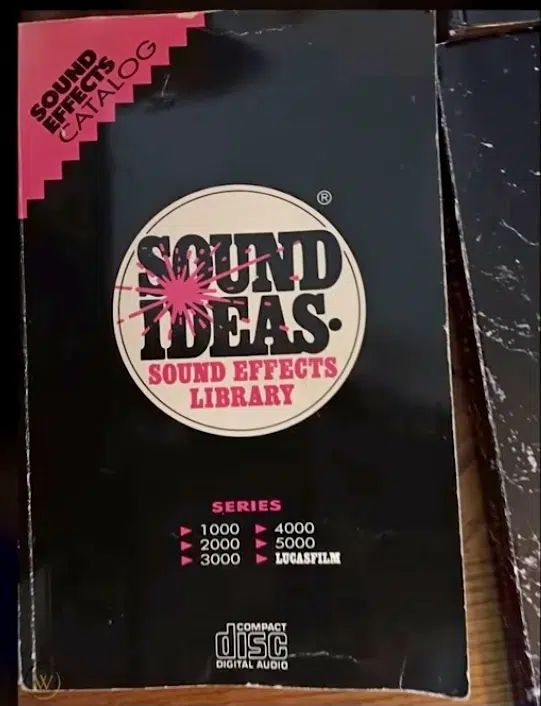 SOUND
EFFECTS
CATALOG
®
SOUND
IDEAS.
SOUND EFFECTS
LIBRARY
SERIES
1000 4000
2000 5000
3000 LUCASFILM
COMPACT
disc
DIGITAL AUDIO
W